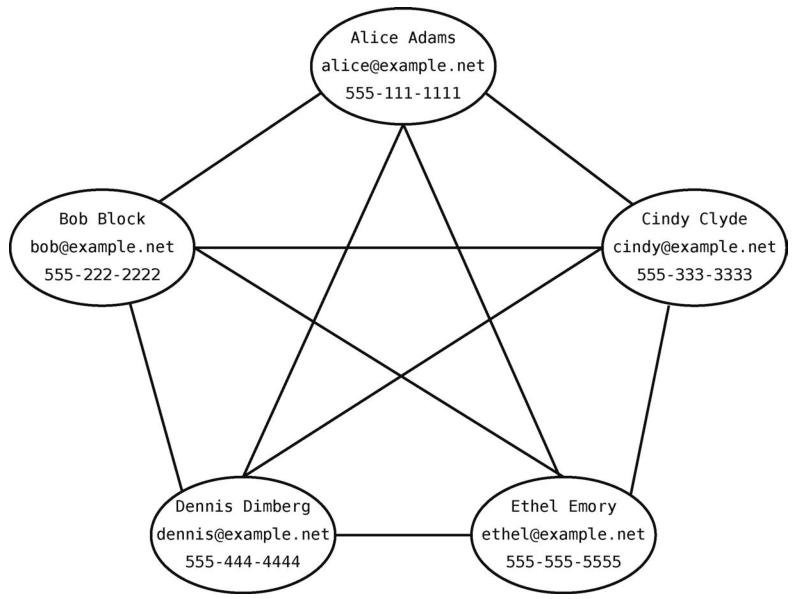 Alice Adams
alice@example.net
555-111-1111
Bob Block
bob@example.net
555-222-2222
Cindy Clyde
cindy@example.net
555-333-3333
Dennis Dimberg
dennis@example.net
555-444-4444
Ethel Emory
ethel@example.net
555-555-5555